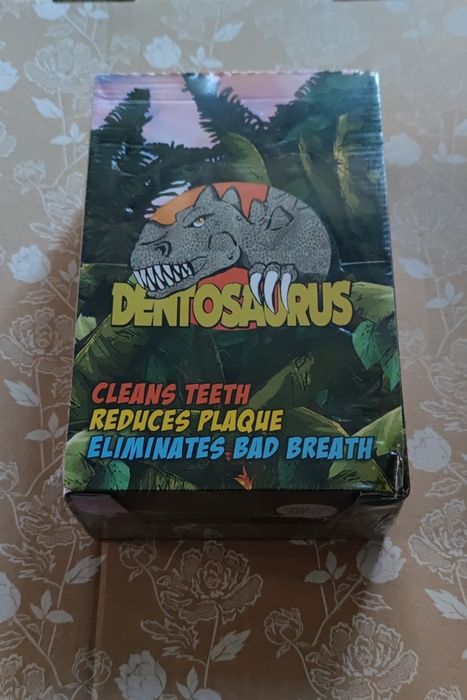 DENTOSAURUS
CLEANS TEETH
REDUCES PLAQUE
ELIMINATES BAD BREATH